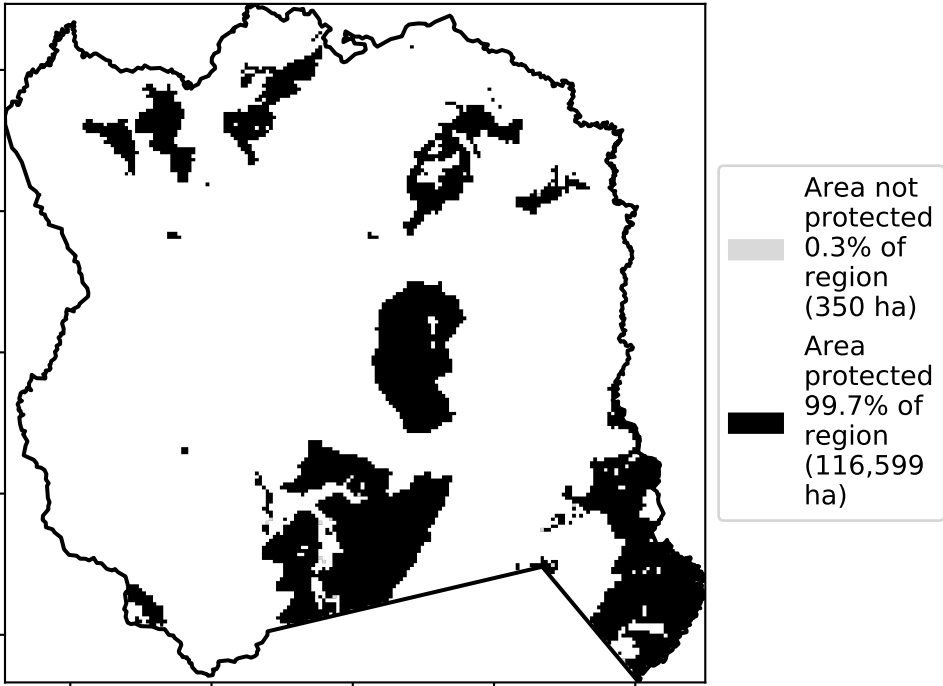 Area not
protected
0.3% of
region
(350 ha)
Area
protected
99.7% of
region
(116,599
ha)